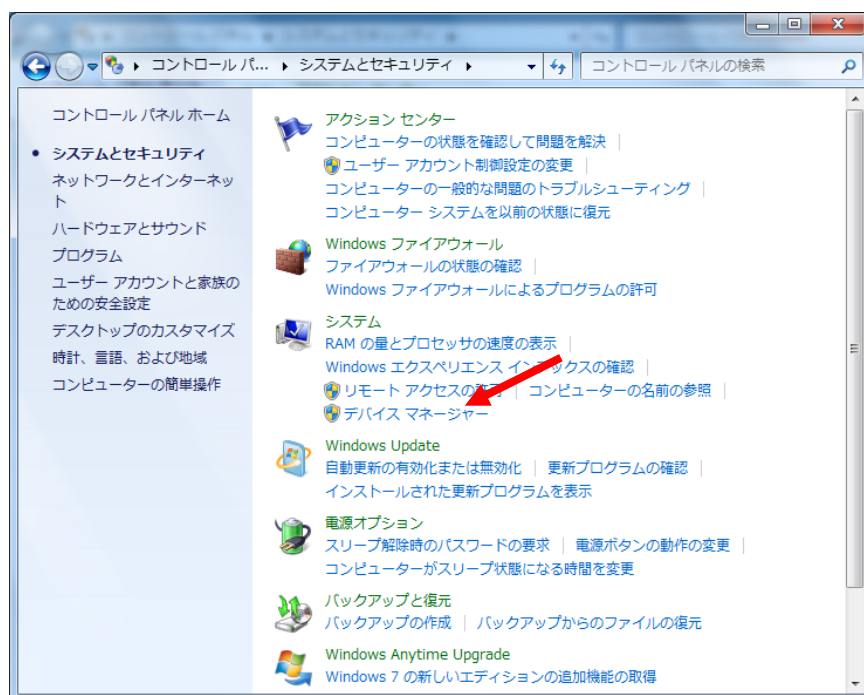 コントロール パ... システムとセキュリティ
コントロール パネルの検索
コントロール パネル ホーム
システムとセキュリティ
ネットワークとインターネッ
ト
ハードウェアとサウンド
プログラム
ユーザー アカウントと家族の
ための安全設定
デスクトップのカスタマイズ
時計、言語、および地域
コンピューターの簡単操作
アクション センター
コンピューターの状態を確認して問題を解決
ユーザー アカウント制御設定の変更
コンピューターの一般的な問題のトラブルシューティング
コンピューター システムを以前の状態に復元
Windows ファイアウォール
ファイアウォールの状態の確認
Windows ファイアウォールによるプログラムの許可
システム
RAM の量とプロセッサの速度の表示
Windows エクスペリエンス インデックスの確認
リモート アクセスの許可 コンピューターの名前の参照
デバイス マネージャー
Windows Update
自動更新の有効化または無効化 更新プログラムの確認
インストールされた更新プログラムを表示
電源オプション
スリープ解除時のパスワードの要求 電源ボタンの動作の変更
コンピューターがスリープ状態になる時間を変更
バックアップと復元
バックアップの作成 バックアップからのファイルの復元
Windows Anytime Upgrade
Windows 7 の新しいエディションの追加機能の取得